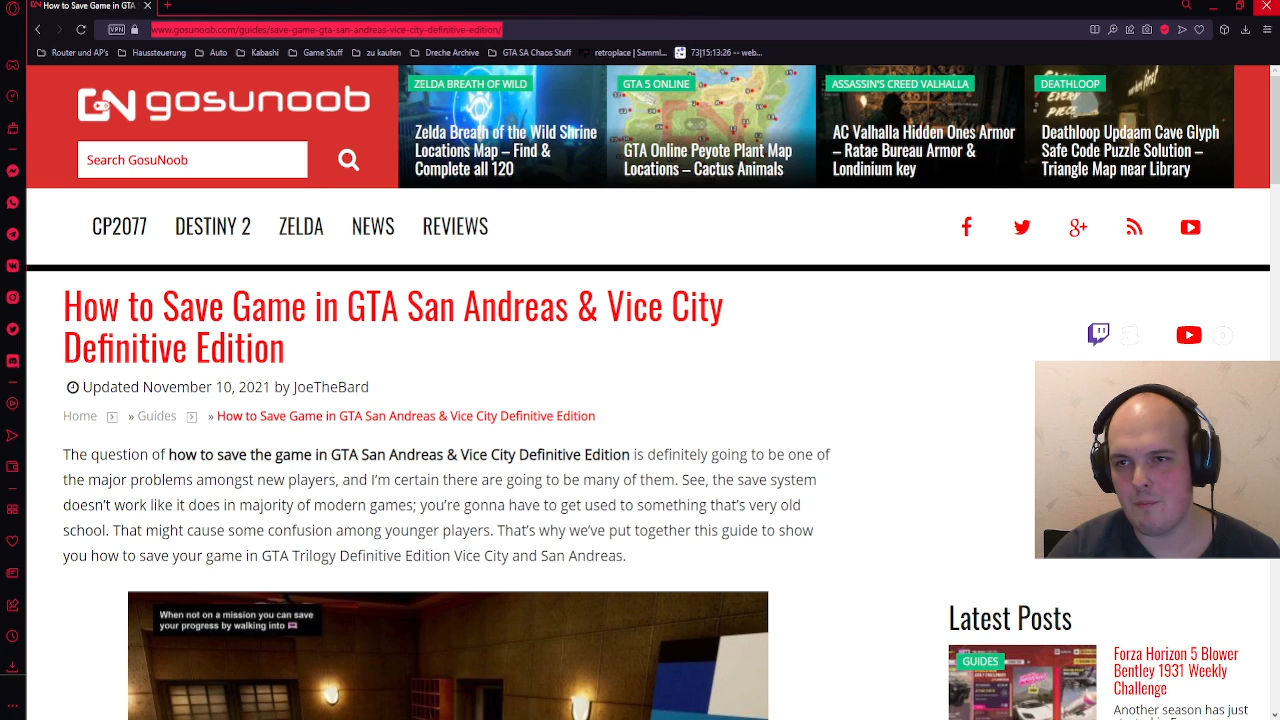 How to Save Game in GTA
VPN
www.gosunoob.com/guides/save-game-gta-san-andreas-vice-city-definitive-edition/
Router und AP's
Hausteuerung
Auto
Kabashi
Game Stuff
zu kaufen
Dreche Archive
GTA SA Chaos Stuff
retroplace | Samml...
73|15:13:26 -- web...
GN gosunoob
Search GosuNoob
ZELDA BREATH OF WILD
Zelda Breath of the Wild Shrine
Locations Map – Find &
Complete all 120
GTA 5 ONLINE
GTA Online Peyote Plant Map
Locations – Cactus Animals
ASSASSIN'S CREED VALHALLA
AC Valhalla Hidden Ones Armor
– Ratae Bureau Armor &
Londinium key
DEATHLOOP
Deathloop Updaam Cave Glyph
Safe Code Puzzle Solution –
Triangle Map near Library
CP2077
DESTINY 2
ZELDA
NEWS
REVIEWS
How to Save Game in GTA San Andreas & Vice City
Definitive Edition
Updated November 10, 2021 by JoeTheBard
Home » Guides » How to Save Game in GTA San Andreas & Vice City Definitive Edition
The question of how to save the game in GTA San Andreas & Vice City Definitive Edition is definitely going to be one of
the major problems amongst new players, and I'm certain there are going to be many of them. See, the save system
doesn't work like it does in majority of modern games; you're gonna have to get used to something that's very old
school. That might cause some confusion among younger players. That's why we've put together this guide to show
you how to save your game in GTA Trilogy Definitive Edition Vice City and San Andreas.
When not on a mission you can save
your progress by walking into
Latest Posts
GUIDES
Forza Horizon 5 Blower
Bentley 1931 Weekly
Challenge
Another season has just